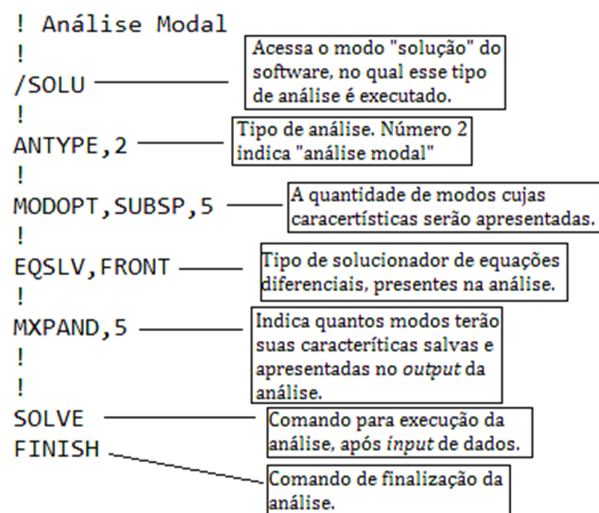 ! Análise Modal
!
/SOLU
Acessa o modo "solução" do
software, no qual esse tipo
de análise é executado.
!
ANTYPE,2
Tipo de análise. Número 2
indica "análise modal"
!
MODOPT,SUBSP,5
A quantidade de modos cujas
caracertísticas serão apresentadas.
!
EQSLV,FRONT
Tipo de solucionador de equações
diferenciais, presentes na análise.
!
MXPAND,5
Indica quantos modos terão
suas caracteríticas salvas e
apresentadas no output da
análise.
!
!
SOLVE
Comando para execução da
análise, após input de dados.
FINISH
Comando de finalização da
análise.